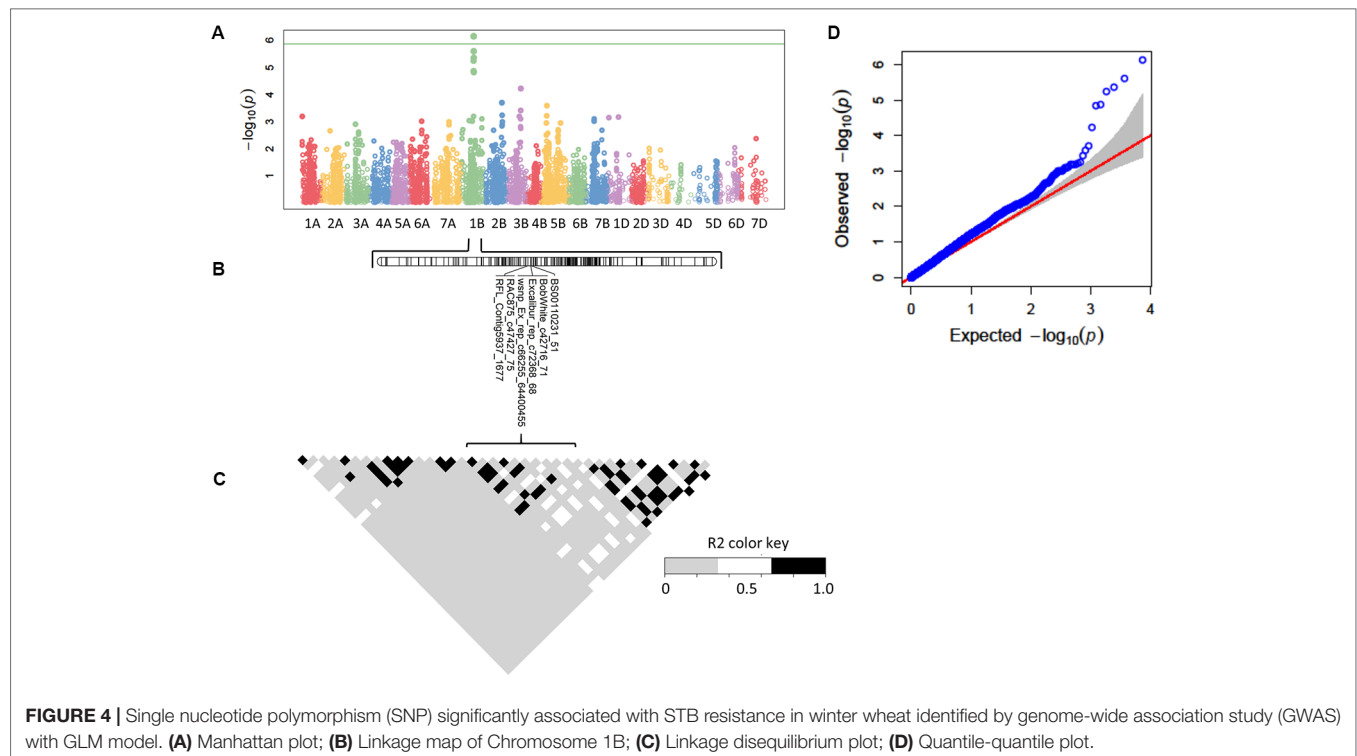 A
6
5
4
3
2
1
−log10(p)
1A 2A 3A 4A 5A 6A 7A 1B 2B 3B 4B 5B 6B 7B 1D 2D 3D 4D 5D 6D 7D
B
BS00110231_51
BobWhite_c42716_71
Excalibur_rep_c72368_68
wsnp_Ex_rep_c66255_64400455
RAC875_c47427_75
RFL_Contig5937_1677
C
R2 color key
0 0.5 1.0
D
6
5
4
3
2
1
0
Observed −log10(p)
0 1 2 3 4
Expected −log10(p)
FIGURE 4 | Single nucleotide polymorphism (SNP) significantly associated with STB resistance in winter wheat identified by genome-wide association study (GWAS)
with GLM model. (A) Manhattan plot; (B) Linkage map of Chromosome 1B; (C) Linkage disequilibrium plot; (D) Quantile-quantile plot.